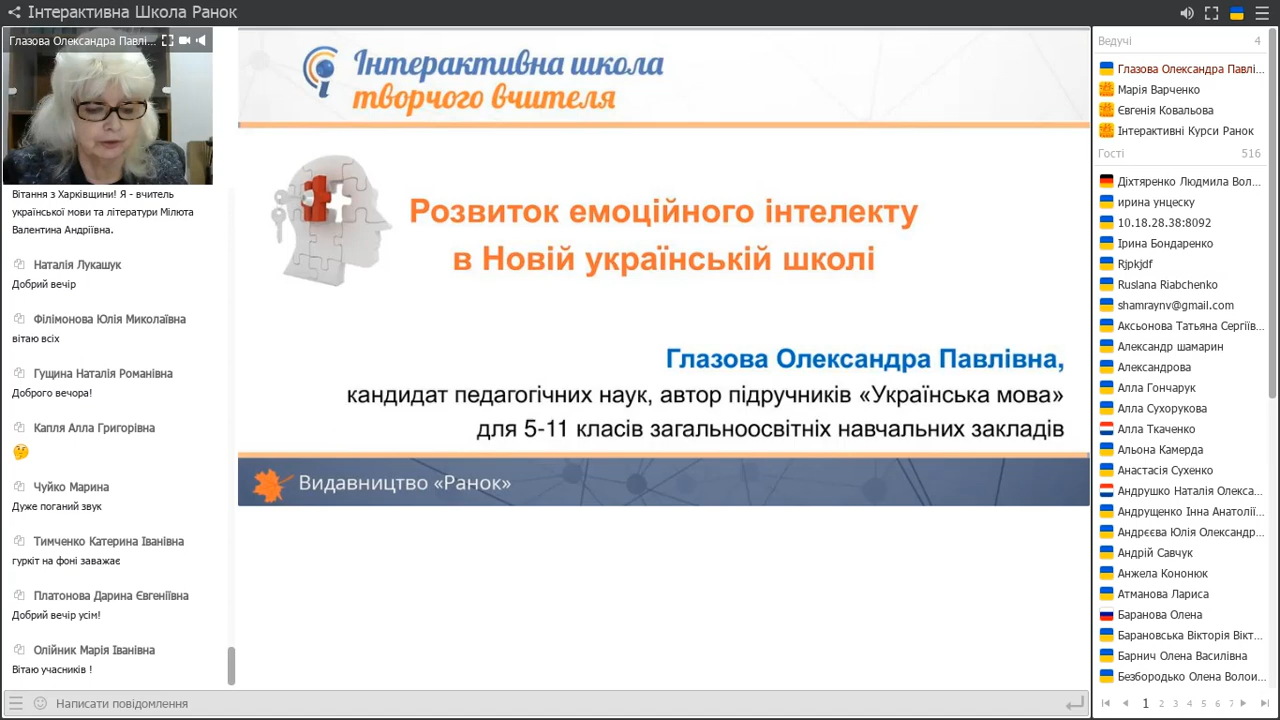 Інтерактивна Школа Ранок
Глазова Олександра Павлі...
Вітання з Харківщини! Я - вчитель
української мови та літератури Мілюта
Валентина Андріївна.
Наталія Лукашук
Добрий вечір
Філімонова Юлія Миколаївна
вітаю всіх
Гущина Наталія Романівна
Доброго вечора!
Капля Алла Григорівна
🤔
Чуйко Марина
Дуже поганий звук
Тимченко Катерина Іванівна
гуркіт на фоні заважає
Платонова Дарина Євгеніївна
Добрий вечір усім!
Олійник Марія Іванівна
Вітаю учасників !
Написати повідомлення
Інтерактивна школа
творчого вчителя
Розвиток емоційного інтелекту
в Новій українській школі
Глазова Олександра Павлівна,
кандидат педагогічних наук, автор підручників «Українська мова»
для 5-11 класів загальноосвітніх навчальних закладів
Видавництво «Ранок»
Ведучі 4
Глазова Олександра Павлі...
Марія Варченко
Євгенія Ковальова
Інтерактивні Курси Ранок
Гості 516
Діхтяренко Людмила Вол...
ирина унцеску
10.18.28.38:8092
Ірина Бондаренко
Rjpkjdf
Ruslana Riabchenko
shamraynv@gmail.com
Аксьонова Татьяна Сергіїв...
Александр шамарин
Александрова
Алла Гончарук
Алла Сухорукова
Алла Ткаченко
Альона Камерда
Анастасія Сухенко
Андрушко Наталія Олекса...
Андрущенко Інна Анатолії...
Андрєєва Юлія Олександр...
Андрій Савчук
Анжела Кононюк
Атманова Лариса
Баранова Олена
Барановська Вікторія Вікт...
Барнич Олена Василівна
Безбородько Олена Волои...
1 2 3 4 5 6 7